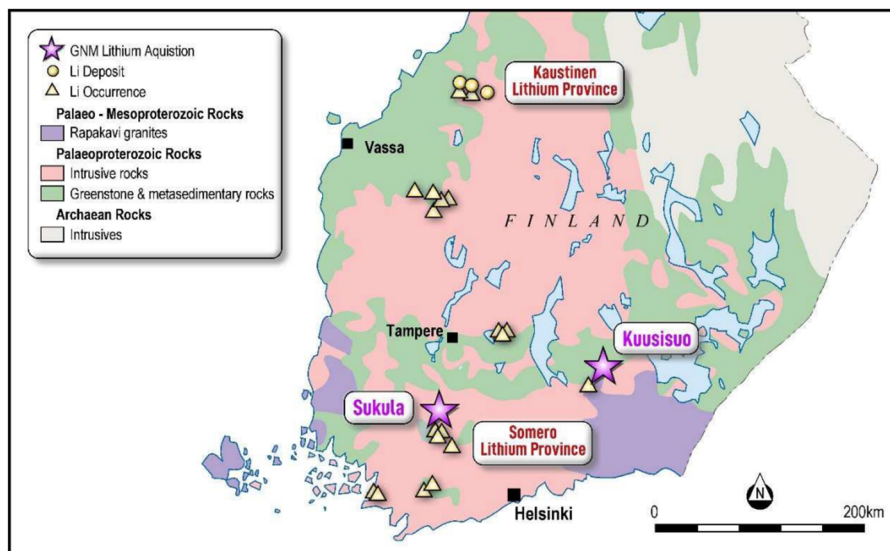 GNM Lithium Aquistion
Li Deposit
Li Occurrence
Palaeo - Mesoproterozoic Rocks
Rapakavi granites
Palaeoproterozoic Rocks
Intrusive rocks
Greenstone & metasedimentary rocks
Archaean Rocks
Intrusives
Kaustinen
Lithium Province
Vassa
FINLAND
Tampere
Kuusisuo
Sukula
Somero
Lithium Province
Helsinki
N
0 200km